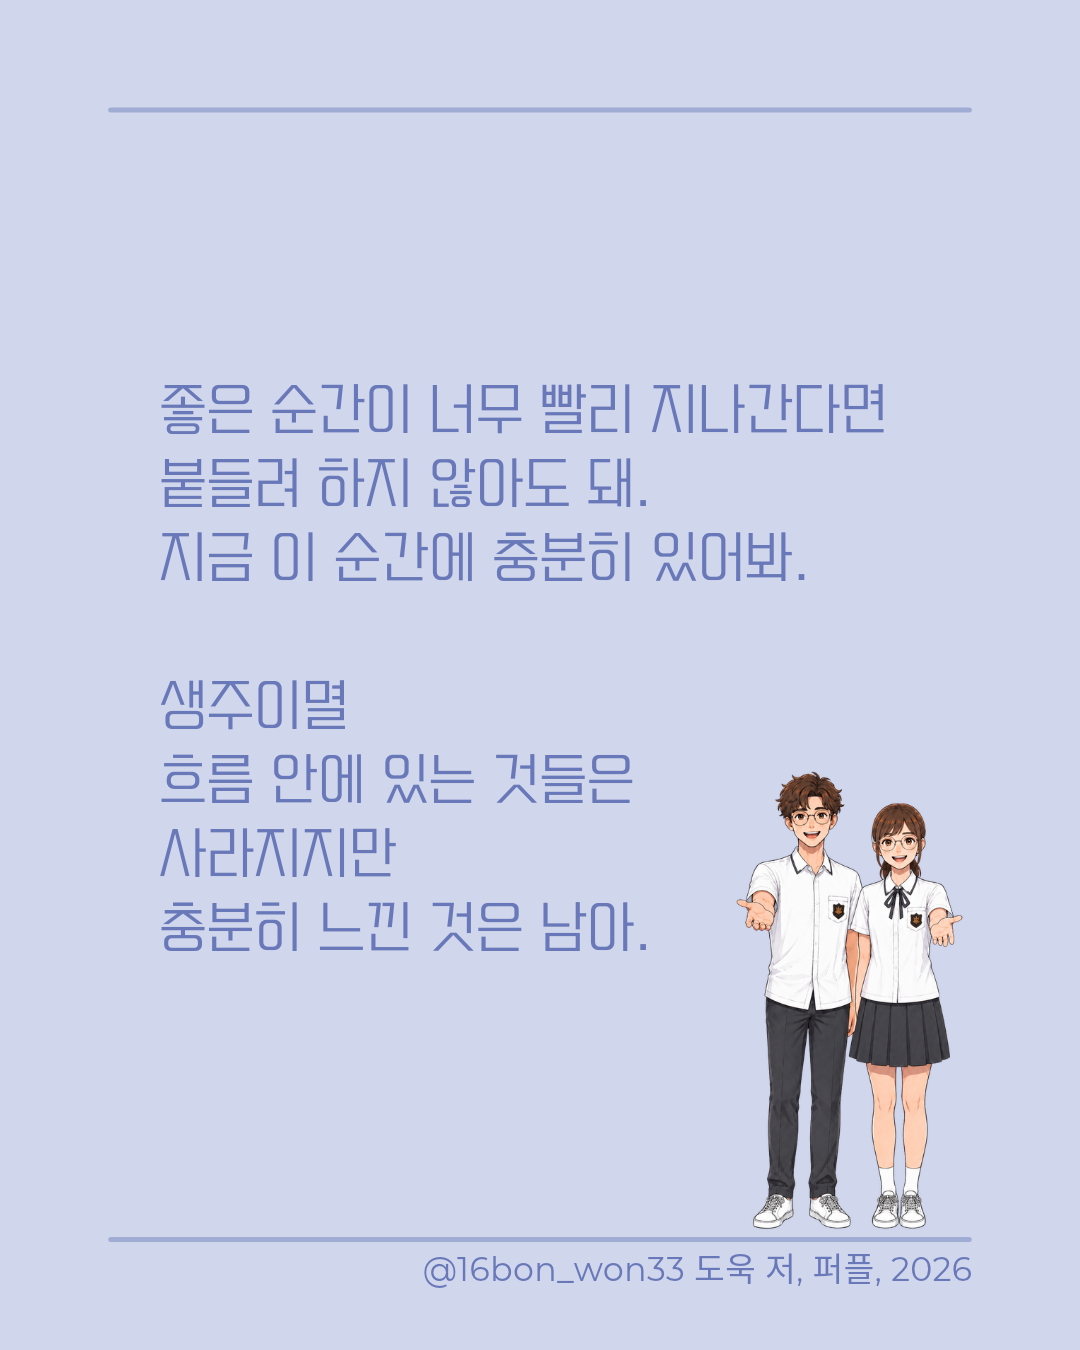 좋은 순간이 너무 빨리 지나간다면
붙들려 하지 않아도 돼.
지금 이 순간에 충분히 있어봐.
생주이멸
흐름 안에 있는 것들은
사라지지만
충분히 느낀 것은 남아.
@16bon_won33 도욱 저, 퍼플, 2026